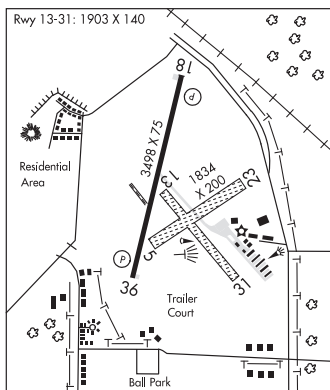 Rwy 13-31: 1903 X 140
18
P
3498 X 75
Residential
Area
13
1834
X 200
23
5
P
36
31
Trailer
Court
Ball Park